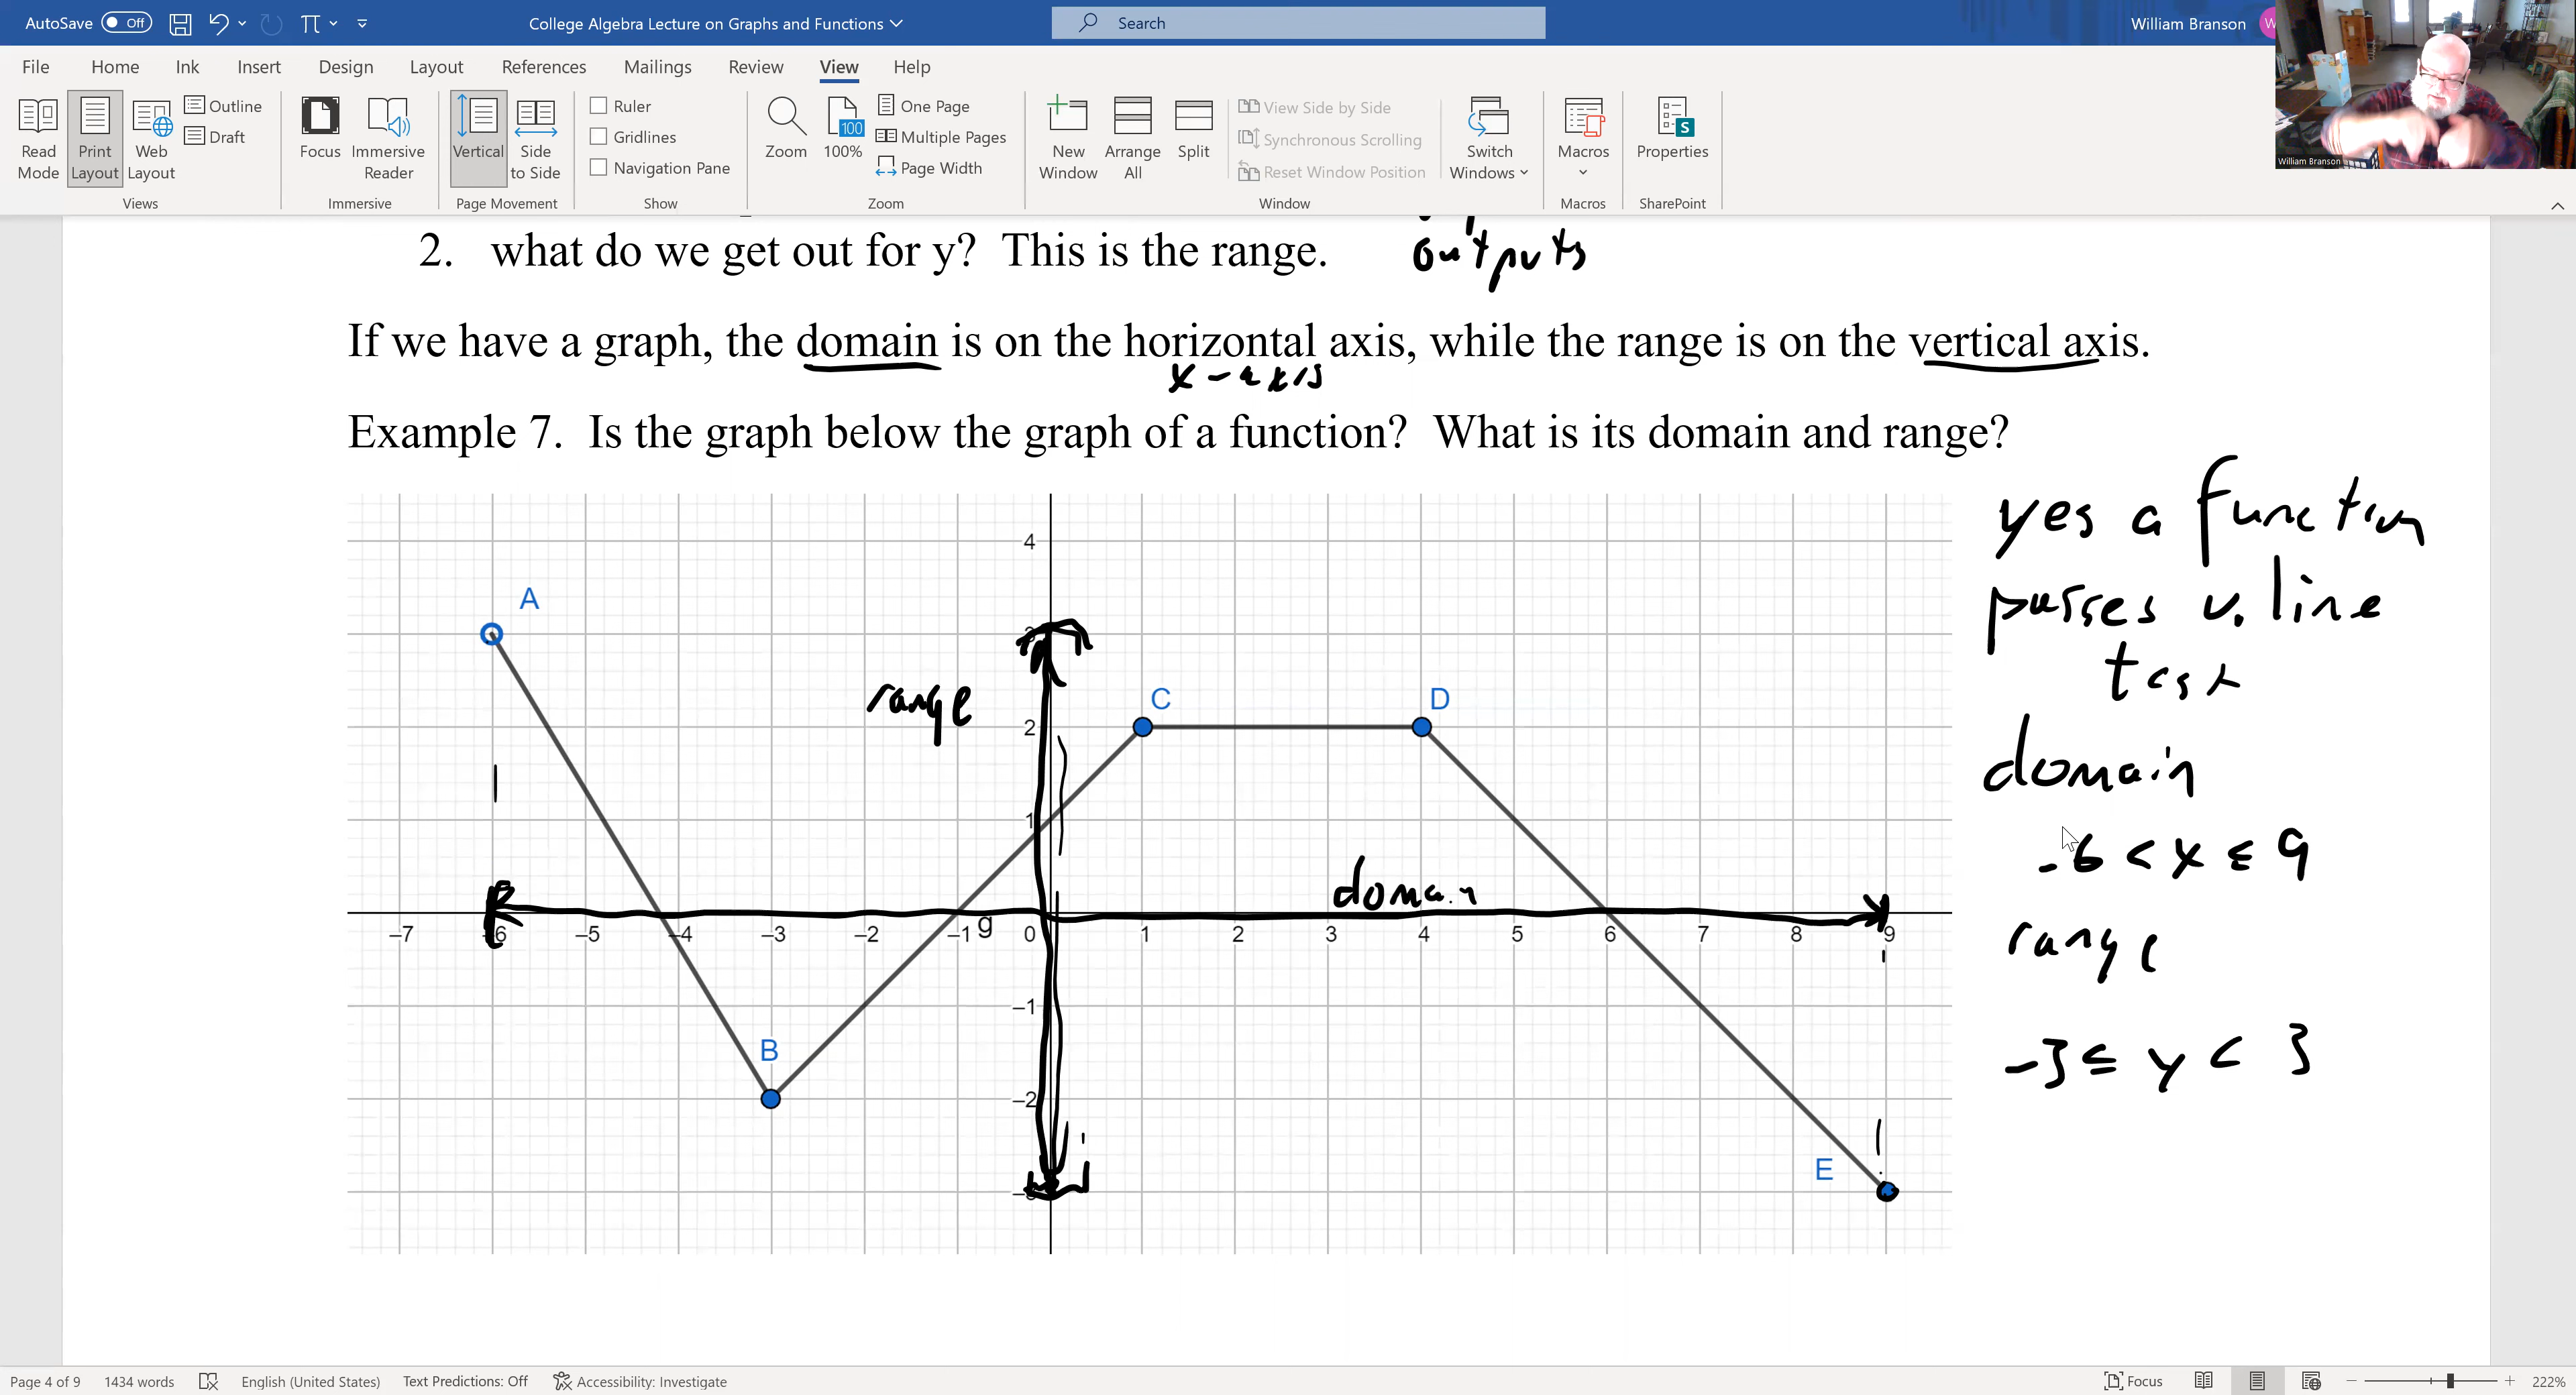 AutoSave Off College Algebra Lecture on Graphs and Functions Search William Branson W
File Home Ink Insert Design Layout References Mailings Review View Help
Read Mode
Print Layout
Web Layout
Outline
Draft
Views
Focus
Immersive Reader
Immersive
Vertical
Side to Side
Page Movement
Ruler
Gridlines
Navigation Pane
Show
Zoom
100
100%
One Page
Multiple Pages
Page Width
Zoom
New Window
Arrange All
Split
View Side by Side
Synchronous Scrolling
Reset Window Position
Switch Windows
Window
Macros
Macros
S
Properties
SharePoint
William Branson
2. what do we get out for y? This is the range. outputs
If we have a graph, the domain is on the horizontal axis, while the range is on the vertical axis.
x-axis
Example 7. Is the graph below the graph of a function? What is its domain and range?
yes a function
passes v. line
test
domain
-6 < x ≤ 9
range
-3 ≤ y < 3
4
A
range
C
D
2
1
domain
–7 –6 –5 –4 –3 –2 –1 g 0 1 2 3 4 5 6 7 8 9
–1
B
–2
E
Page 4 of 9 1434 words English (United States) Text Predictions: Off Accessibility: Investigate Focus 222%